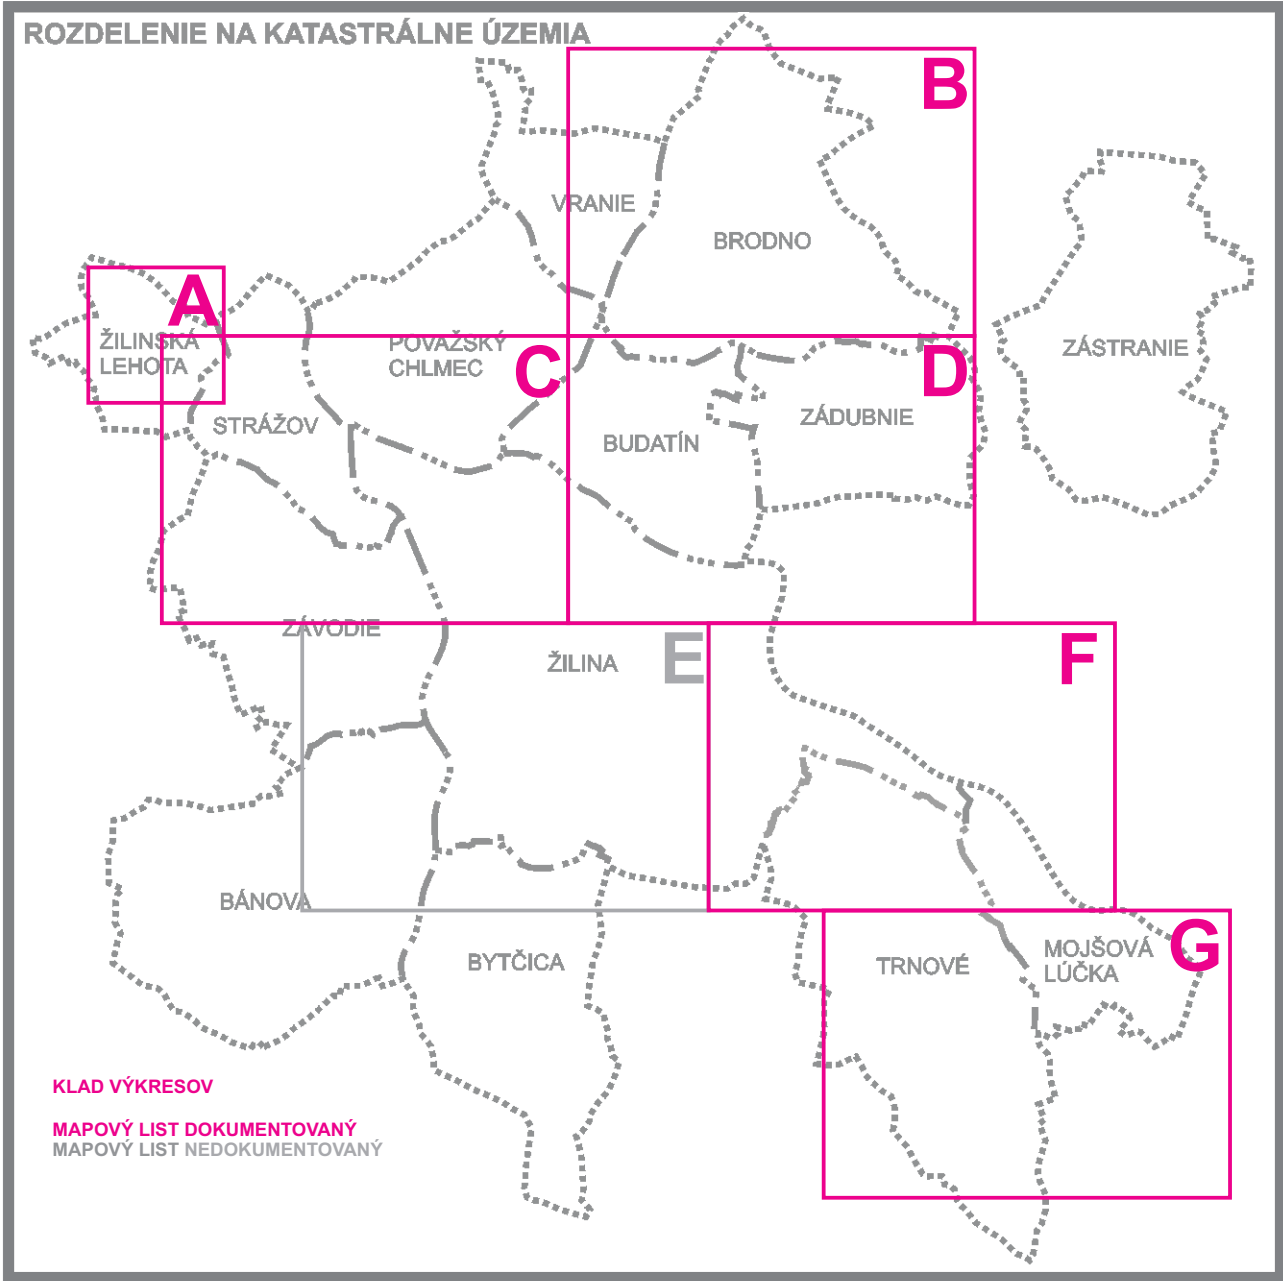 ROZDELENIE NA KATASTRÁLNE ÚZEMIA
B
VRANIE
BRODNO
A
ŽILINSKÁ
LEHOTA
POVAŽSKÝ
CHLMEC
C
D
ZÁSTRANIE
STRÁŽOV
BUDATÍN
ZÁDUBNIE
ZÁVODIE
ŽILINA
E
F
BÁNOVÁ
BYTČICA
TRNOVÉ
MOJŠOVÁ
LÚČKA
G
KLAD VÝKRESOV
MAPOVÝ LIST DOKUMENTOVANÝ
MAPOVÝ LIST NEDOKUMENTOVANÝ